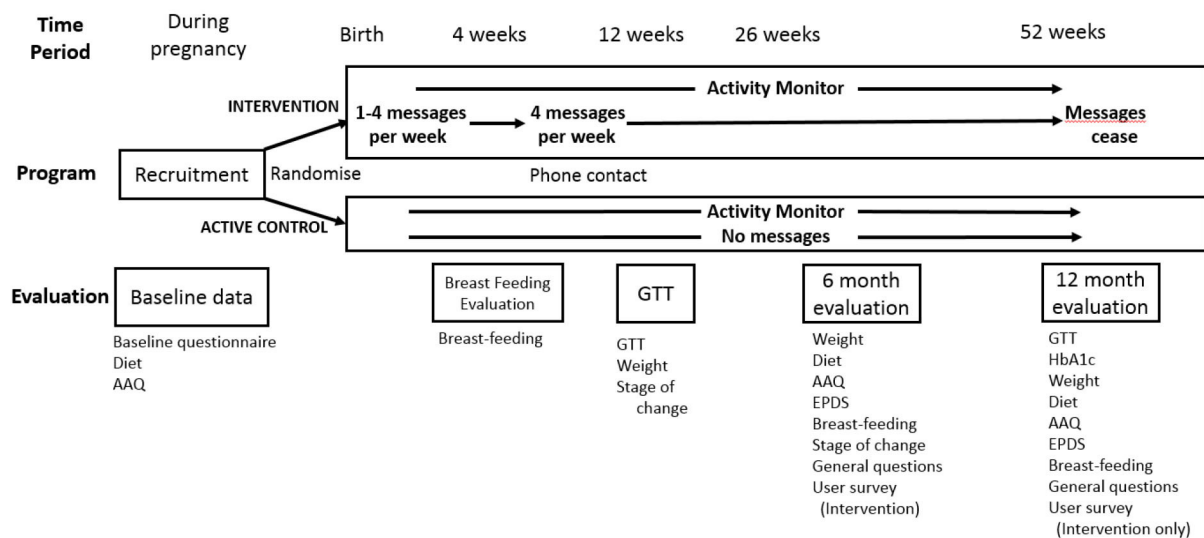 Time
Period
During
pregnancy
Birth
4 weeks
12 weeks
26 weeks
52 weeks
INTERVENTION
Activity Monitor
1-4 messages
per week
4 messages
per week
Messages
cease
Program
Recruitment
Randomise
Phone contact
ACTIVE CONTROL
Activity Monitor
No messages
Evaluation
Baseline data
Baseline questionnaire
Diet
AAQ
Breast Feeding
Evaluation
Breast-feeding
GTT
GTT
Weight
Stage of
change
6 month
evaluation
Weight
Diet
AAQ
EPDS
Breast-feeding
Stage of change
General questions
User survey
(Intervention)
12 month
evaluation
GTT
HbA1c
Weight
Diet
AAQ
EPDS
Breast-feeding
General questions
User survey
(Intervention only)